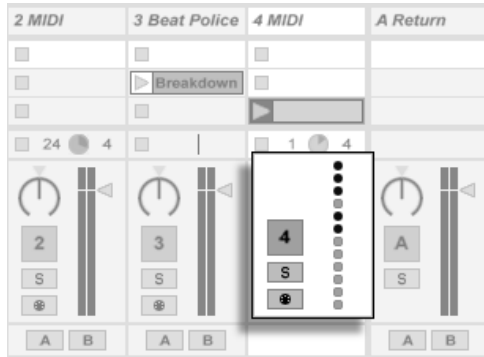 2 MIDI 3 Beat Police 4 MIDI A Return
Breakdown
24 4 1 4
2 3 4 A
S S S S
A B A B A B